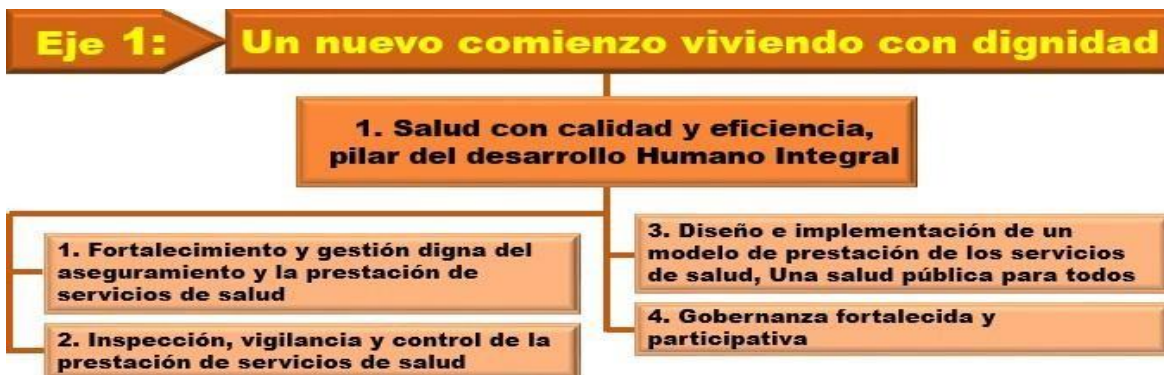 Eje 1:
Un nuevo comienzo viviendo con dignidad
1. Salud con calidad y eficiencia,
pilar del desarrollo Humano Integral
1. Fortalecimiento y gestión digna del
aseguramiento y la prestación de
servicios de salud
2. Inspección, vigilancia y control de la
prestación de servicios de salud
3. Diseño e implementación de un
modelo de prestación de los servicios
de salud, Una salud pública para todos
4. Gobernanza fortalecida y
participativa